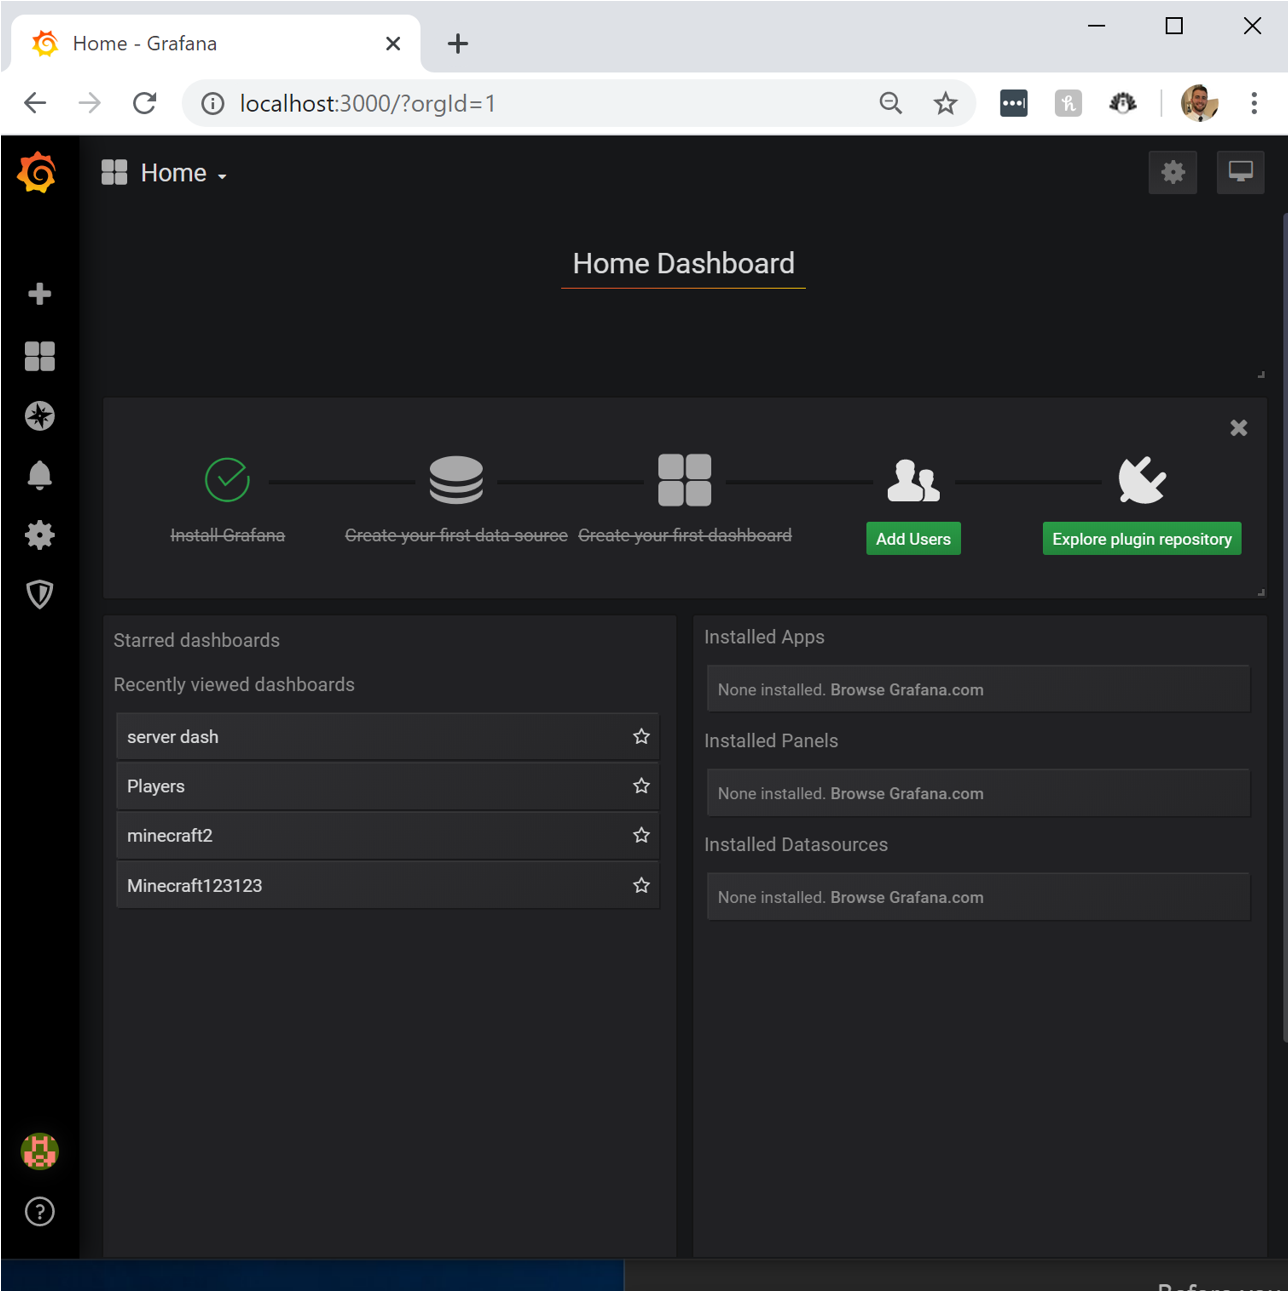 Home - Grafana
localhost:3000/?orgId=1
Home
Home Dashboard
Install Grafana
Create your first data source
Create your first dashboard
Add Users
Explore plugin repository
Starred dashboards
Recently viewed dashboards
server dash
Players
minecraft2
Minecraft123123
Installed Apps
None installed. Browse Grafana.com
Installed Panels
None installed. Browse Grafana.com
Installed Datasources
None installed. Browse Grafana.com